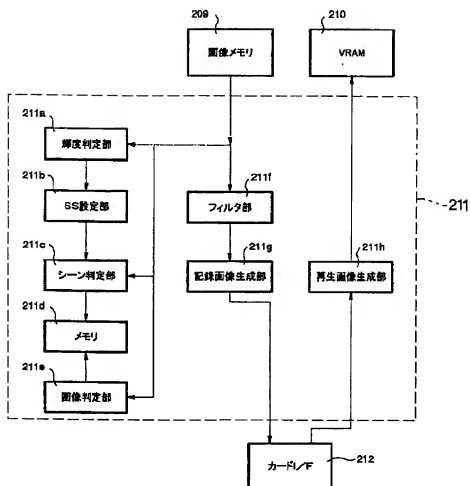 209
画像メモリ
210
VRAM
211a
輝度判定部
211b
SS設定部
211c
シーン判定部
211d
メモリ
211e
画像判定部
211f
フィルタ部
211g
記録画像生成部
211h
再生画像生成部
211
カードI/F
212